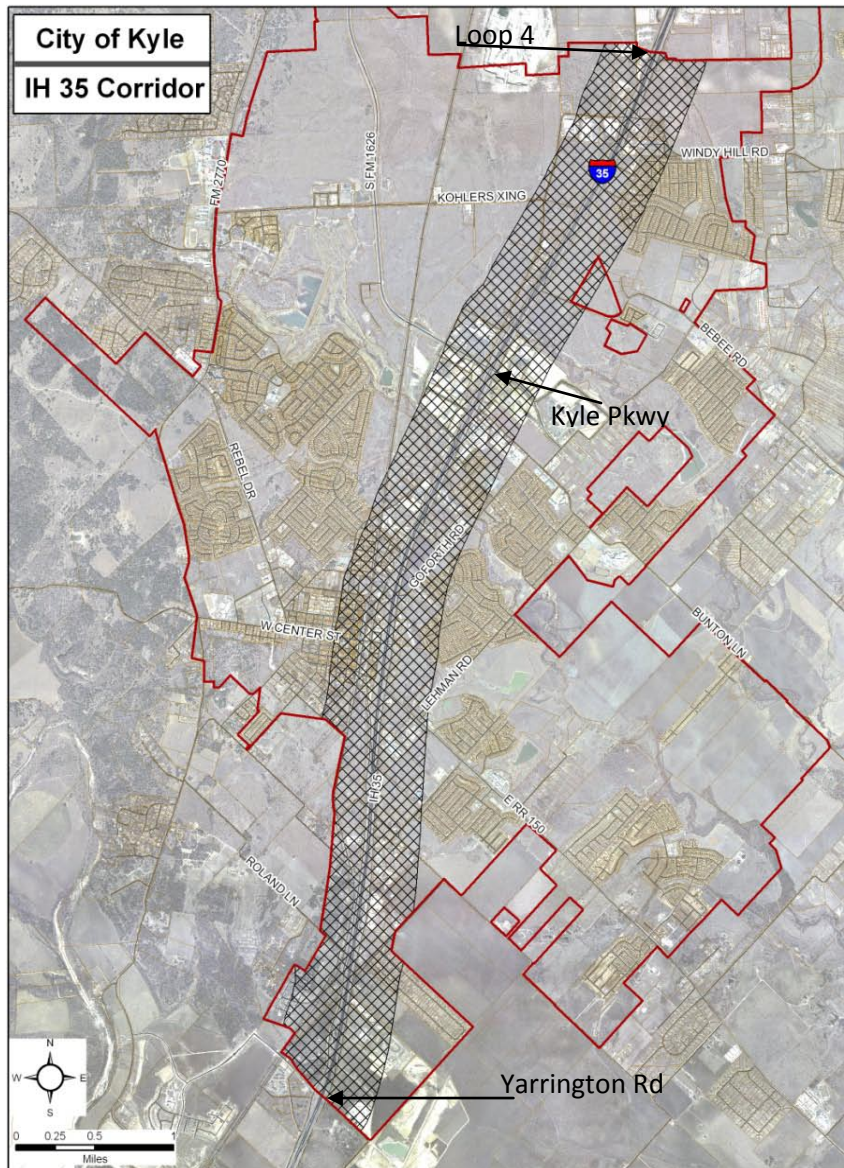 City of Kyle
IH 35 Corridor
Loop 4
WINDY HILL RD
35
S FM 1626
FM 2770
KOHLERS XING
BEBEE RD
Kyle Pkwy
REBEL DR
GOFORTH RD
W CENTER ST
BUNTON LN
LEHMAN RD
IH 35
E RR 150
ROLAND LN
N
W E
S
Yarrington Rd
0 0.25 0.5 1
Miles